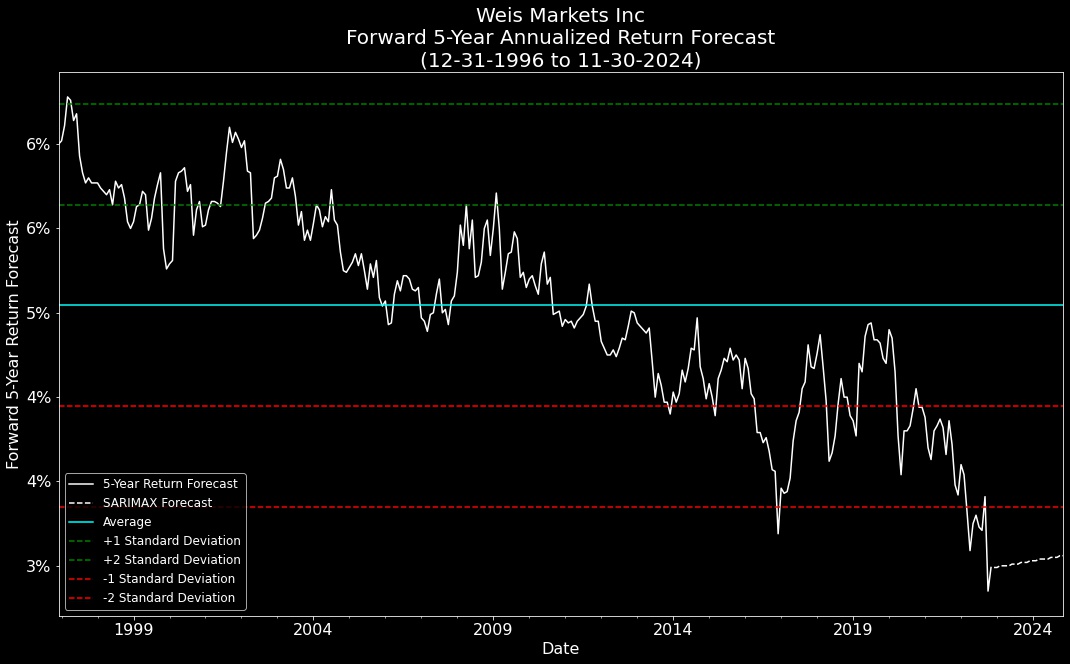 Weis Markets Inc
Forward 5-Year Annualized Return Forecast
(12-31-1996 to 11-30-2024)
Forward 5-Year Return Forecast
6%
6%
5%
4%
4%
3%
5-Year Return Forecast
SARIMAX Forecast
Average
+1 Standard Deviation
+2 Standard Deviation
-1 Standard Deviation
-2 Standard Deviation
1999 2004 2009 2014 2019 2024
Date